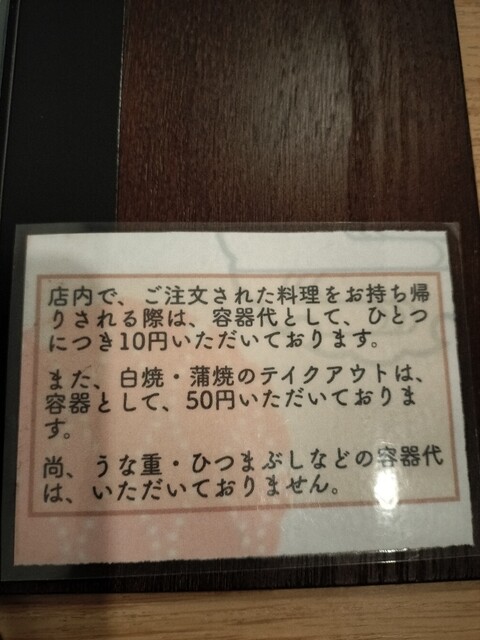 店内で、ご注文された料理をお持ち帰
りされる際は、容器代として、ひとつ
につき10円いただいております。
また、白焼・蒲焼のテイクアウトは、
容器として、50円いただいておりま
す。
尚、うな重・ひつまぶしなどの容器代
は、いただいておりません。